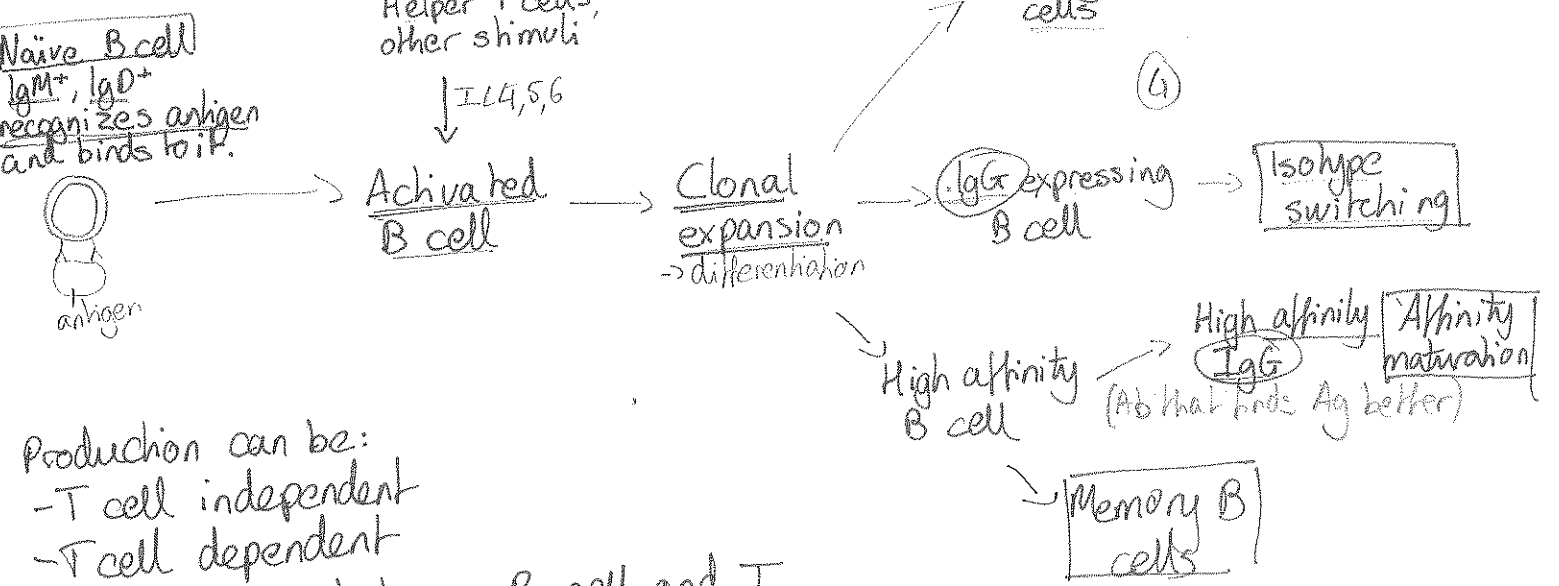 Helper T cells,
other stimuli
cells
Naïve B cell
IgM+, IgD+
recognizes antigen
and binds to it.
IL4,5,6
4
antigen
Activated
B cell
Clonal
expansion
→ differentiation
IgG expressing
B cell
Isotype
switching
High affinity
B cell
High affinity
IgG
(Ab that binds Ag better)
Affinity
maturation
Memory B
cells
Production can be:
-T cell independent
-T cell dependent
B cell and T